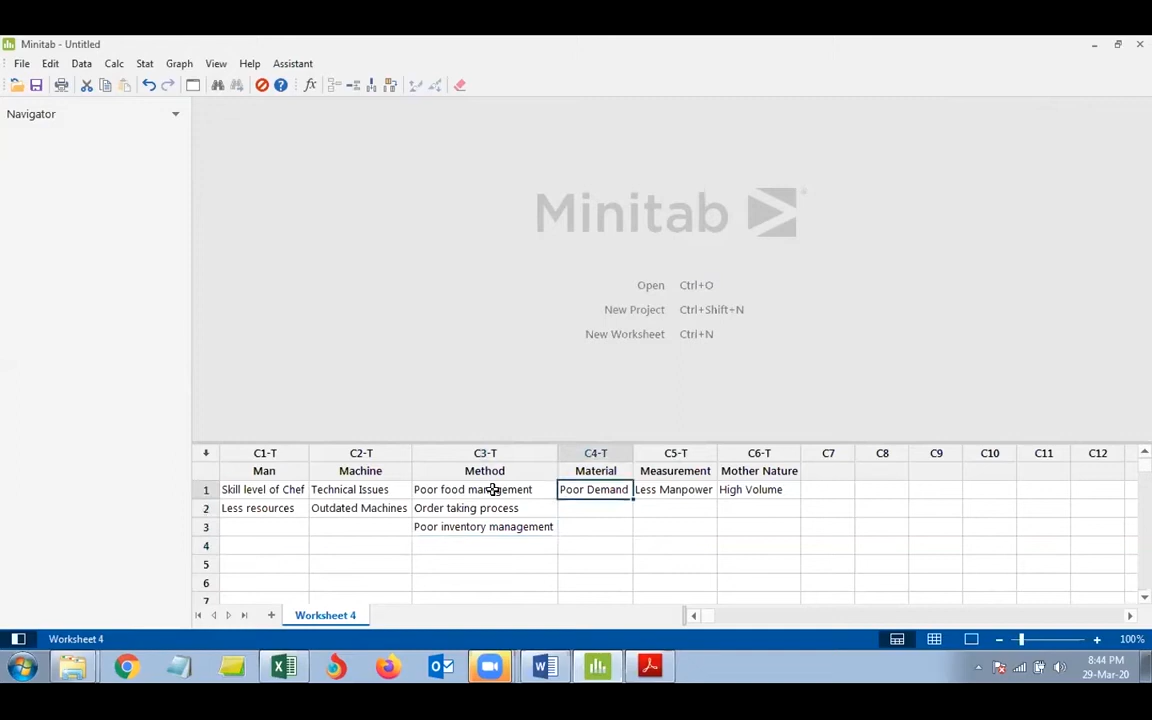 Minitab - Untitled
File Edit Data Calc Stat Graph View Help Assistant
Navigator
Minitab
Open Ctrl+O
New Project Ctrl+Shift+N
New Worksheet Ctrl+N
C1-T C2-T C3-T C4-T C5-T C6-T C7 C8 C9 C10 C11 C12
Man Machine Method Material Measurement Mother Nature
1 Skill level of Chef Technical Issues Poor food management Poor Demand Less Manpower High Volume
2 Less resources Outdated Machines Order taking process
3 Poor inventory management
4
5
6
7
Worksheet 4
Worksheet 4 100%
8:44 PM
29-Mar-20